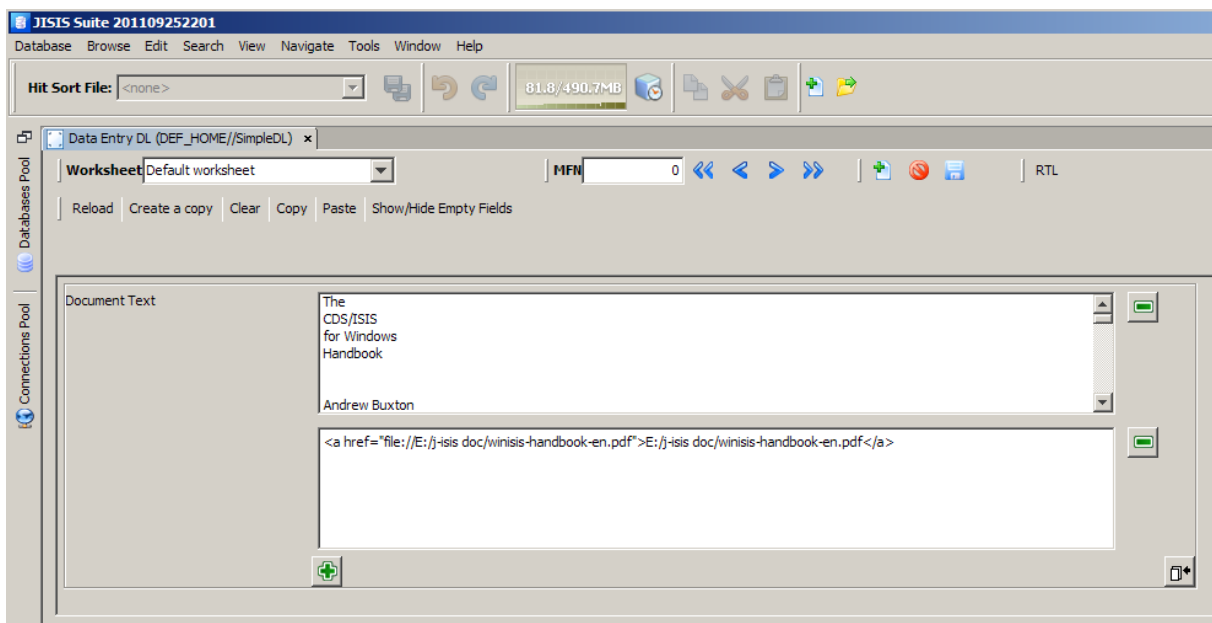 JISIS Suite 201109252201
Database Browse Edit Search View Navigate Tools Window Help
Hit Sort File: <none> 81.8/490.7MB
Data Entry DL (DEF_HOME//SimpleDL) x
Databases Pool
Connections Pool
Worksheet Default worksheet MFN 0 RTL
Reload Create a copy Clear Copy Paste Show/Hide Empty Fields
Document Text
The
CDS/ISIS
for Windows
Handbook
Andrew Buxton
<a href="file://E:/j-isis doc/winisis-handbook-en.pdf">E:/j-isis doc/winisis-handbook-en.pdf</a>